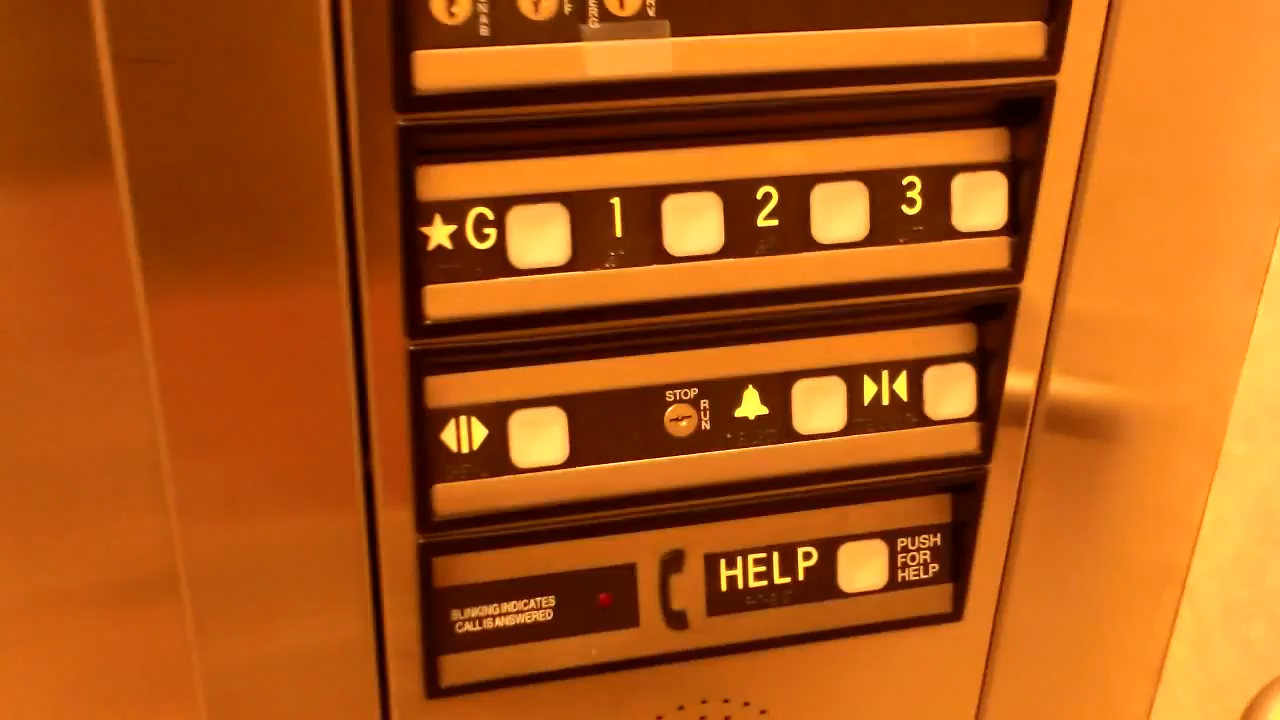 ★G 1 2 3
STOP
RUN
HELP
PUSH
FOR
HELP
BLINKING INDICATES
CALL IS ANSWERED